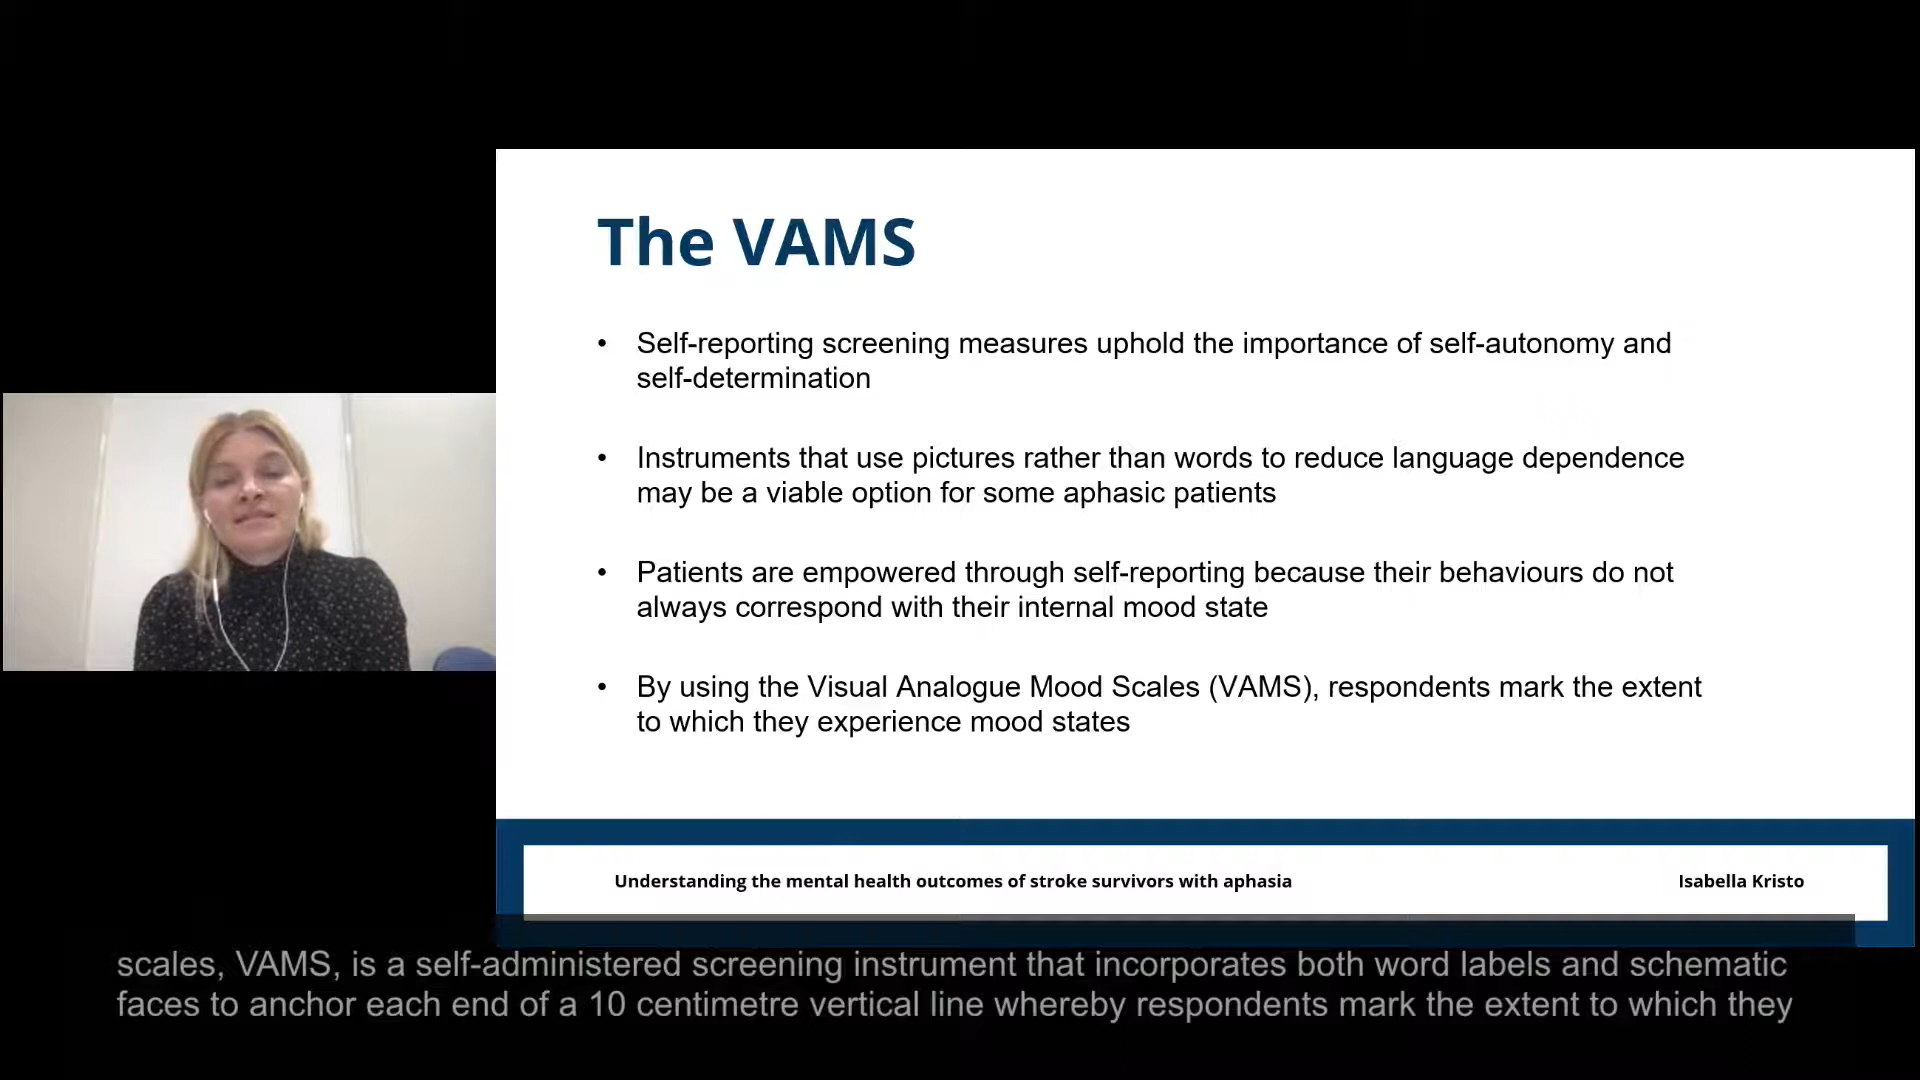 The VAMS
• Self-reporting screening measures uphold the importance of self-autonomy and
self-determination
• Instruments that use pictures rather than words to reduce language dependence
may be a viable option for some aphasic patients
• Patients are empowered through self-reporting because their behaviours do not
always correspond with their internal mood state
• By using the Visual Analogue Mood Scales (VAMS), respondents mark the extent
to which they experience mood states
Understanding the mental health outcomes of stroke survivors with aphasia
Isabella Kristo
scales, VAMS, is a self-administered screening instrument that incorporates both word labels and schematic
faces to anchor each end of a 10 centimetre vertical line whereby respondents mark the extent to which they